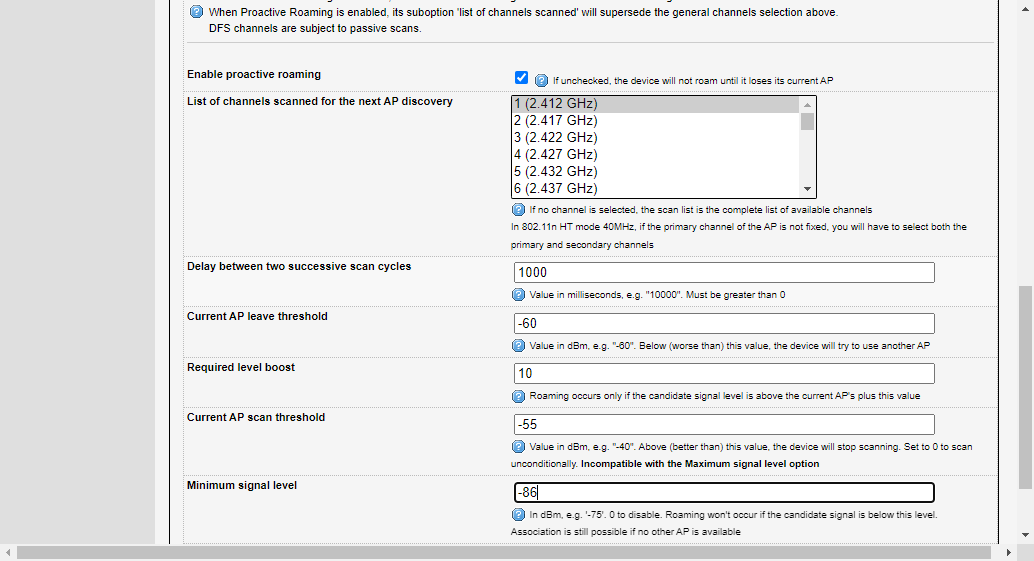 When Proactive Roaming is enabled, its suboption 'list of channels scanned' will supersede the general channels selection above.
DFS channels are subject to passive scans.
Enable proactive roaming
If unchecked, the device will not roam until it loses its current AP
List of channels scanned for the next AP discovery
1 (2.412 GHz)
2 (2.417 GHz)
3 (2.422 GHz)
4 (2.427 GHz)
5 (2.432 GHz)
6 (2.437 GHz)
If no channel is selected, the scan list is the complete list of available channels
In 802.11n HT mode 40MHz, if the primary channel of the AP is not fixed, you will have to select both the
primary and secondary channels
Delay between two successive scan cycles
1000
Value in milliseconds, e.g. "10000". Must be greater than 0
Current AP leave threshold
-60
Value in dBm, e.g. "-60". Below (worse than) this value, the device will try to use another AP
Required level boost
10
Roaming occurs only if the candidate signal level is above the current AP's plus this value
Current AP scan threshold
-55
Value in dBm, e.g. "-40". Above (better than) this value, the device will stop scanning. Set to 0 to scan
unconditionally. Incompatible with the Maximum signal level option
Minimum signal level
-86
In dBm, e.g. '-75'. 0 to disable. Roaming won't occur if the candidate signal is below this level.
Association is still possible if no other AP is available